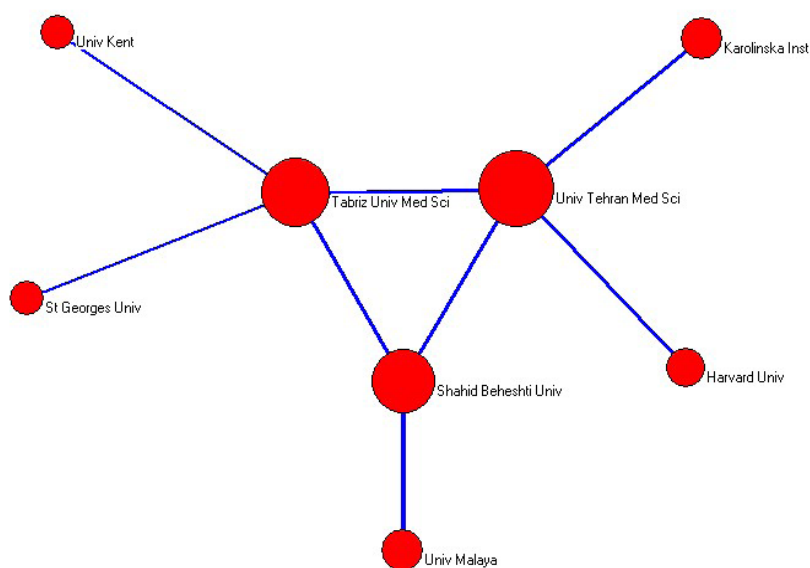 Univ Kent
Karolinska Inst
Tabriz Univ Med Sci
Univ Tehran Med Sci
St Georges Univ
Harvard Univ
Shahid Beheshti Univ
Univ Malaya